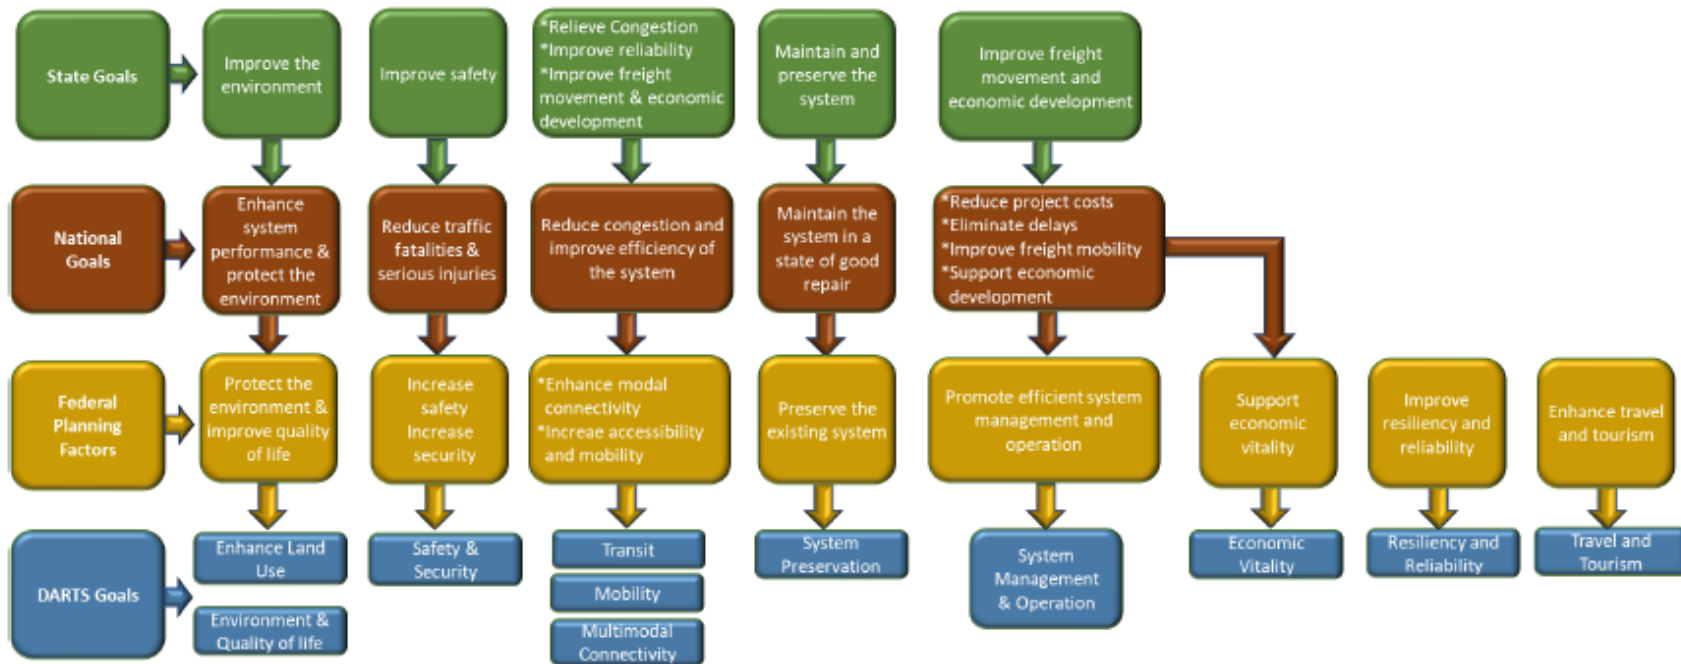 State Goals
Improve the
environment
Improve safety
*Relieve Congestion
*Improve reliability
*Improve freight
movement & economic
development
Maintain and
preserve the
system
Improve freight
movement and
economic development
National
Goals
Enhance
system
performance &
protect the
environment
Reduce traffic
fatalities &
serious injuries
Reduce congestion and
improve efficiency of
the system
Maintain the
system in a
state of good
repair
*Reduce project costs
*Eliminate delays
*Improve freight mobility
*Support economic
development
Federal
Planning
Factors
Protect the
environment &
improve quality
of life
Increase
safety
Increase
security
*Enhance modal
connectivity
*Increae accessibility
and mobility
Preserve the
existing system
Promote efficient system
management and
operation
Support
economic
vitality
Improve
resiliency and
reliability
Enhance travel
and tourism
DARTS Goals
Enhance Land
Use
Environment &
Quality of life
Safety &
Security
Transit
Mobility
Multimodal
Connectivity
System
Preservation
System
Management
& Operation
Economic
Vitality
Resiliency and
Reliability
Travel and
Tourism